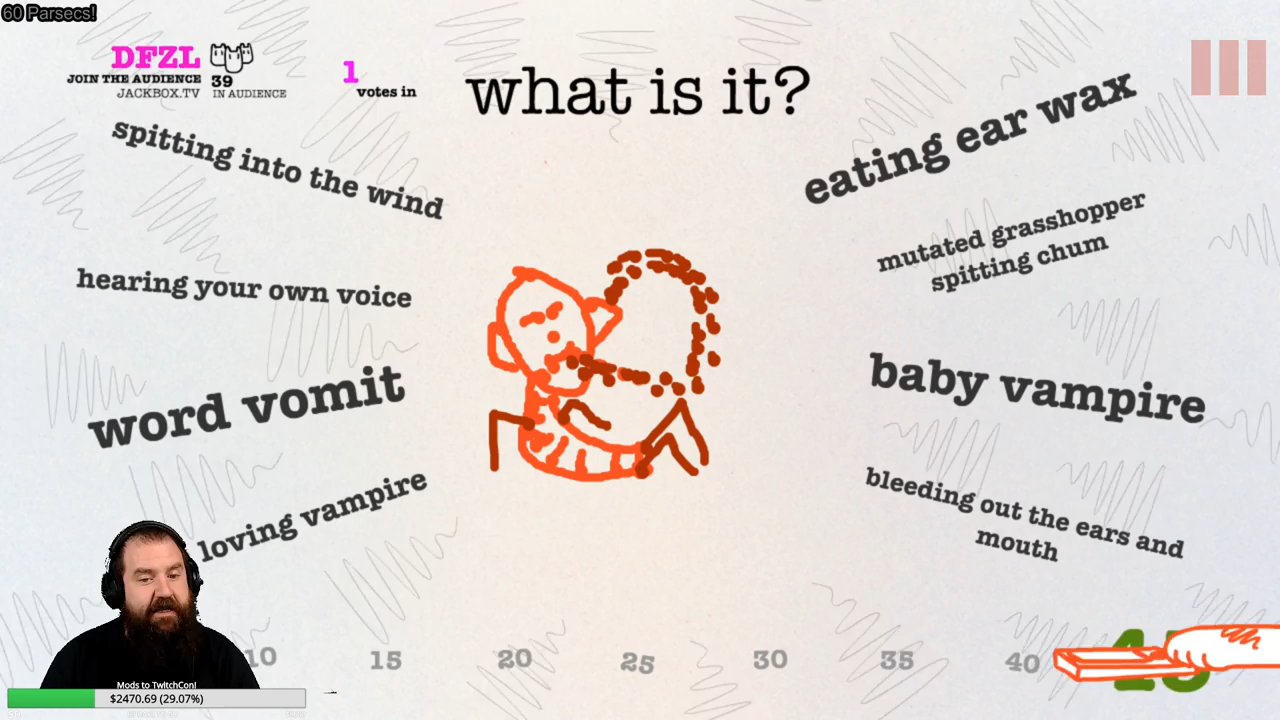 60 Parsecs!
DFZL
JOIN THE AUDIENCE
JACKBOX.TV
39
IN AUDIENCE
1
votes in
what is it?
spitting into the wind
eating ear wax
mutated grasshopper
spitting chum
hearing your own voice
word vomit
baby vampire
loving vampire
bleeding out the ears and
mouth
10 15 20 25 30 35 40 45
Mods to TwitchCon!
$2470.69 (29.07%)